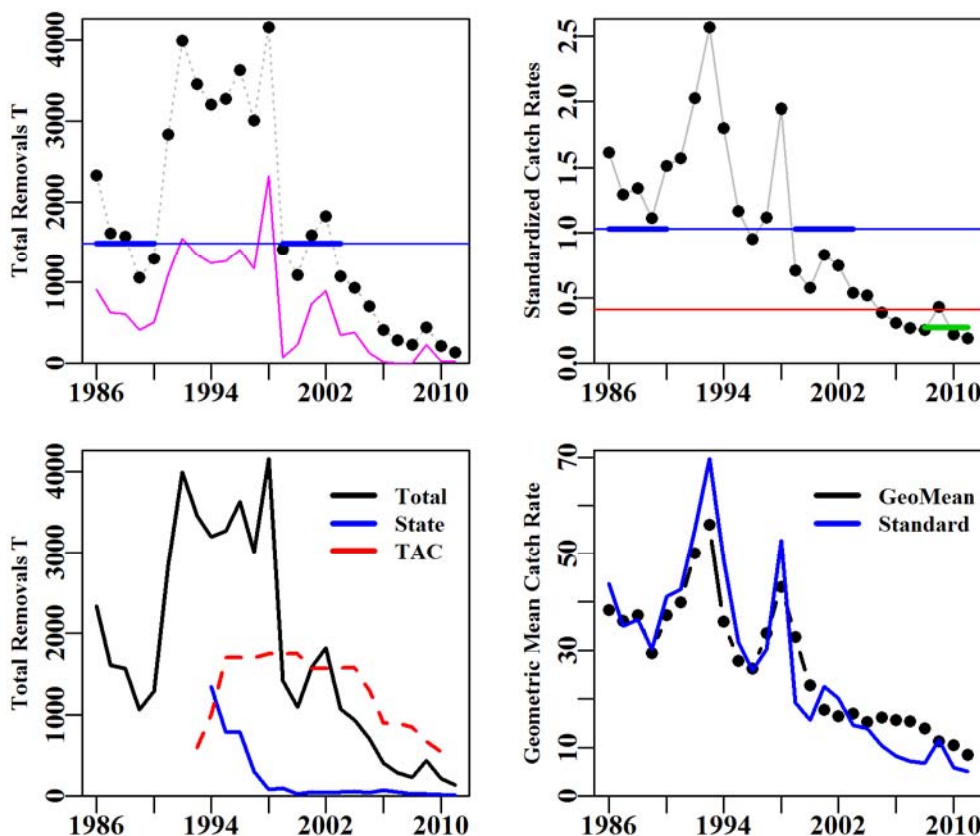 Total Removals T
4000
3000
2000
1000
0
1986 1994 2002 2010
Standardized Catch Rates
2.5
2.0
1.5
1.0
0.5
0.0
1986 1994 2002 2010
Total Removals T
4000
3000
2000
1000
0
Total
State
TAC
1986 1994 2002 2010
Geometric Mean Catch Rate
70
50
30
10
0
GeoMean
Standard
1986 1994 2002 2010